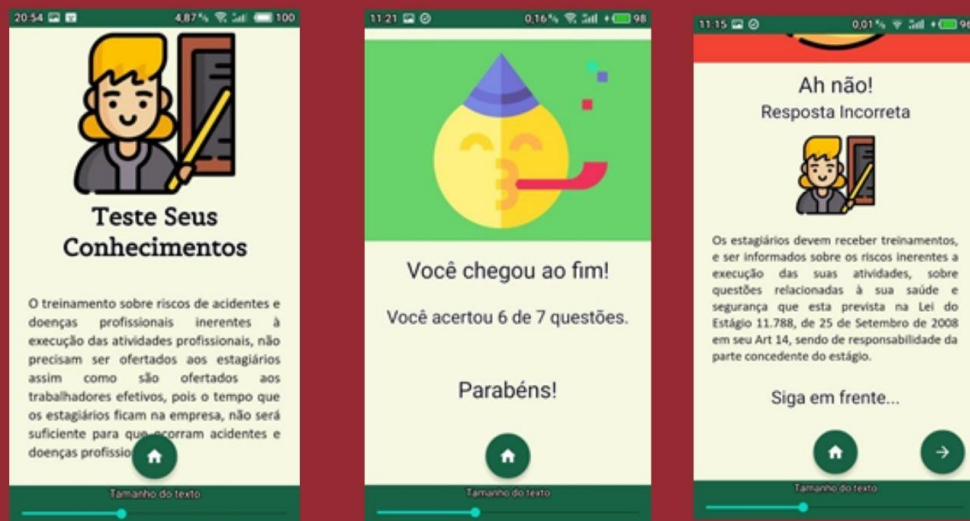 20:54 4,87% 100
Teste Seus
Conhecimentos
O treinamento sobre riscos de acidentes e
doenças profissionais inerentes à
execução das atividades profissionais, não
precisam ser ofertados aos estagiários
assim como são ofertados aos
trabalhadores efetivos, pois o tempo que
os estagiários ficam na empresa, não será
suficiente para que ocorram acidentes e
doenças profissio
Tamanho do texto
11:21 0,16% 98
Você chegou ao fim!
Você acertou 6 de 7 questões.
Parabéns!
Tamanho do texto
11:15 0,01% 96
Ah não!
Resposta Incorreta
Os estagiários devem receber treinamentos,
e ser informados sobre os riscos inerentes a
execução das suas atividades, sobre
questões relacionadas à sua saúde e
segurança que esta prevista na Lei do
Estágio 11.788, de 25 de Setembro de 2008
em seu Art 14, sendo de responsabilidade da
parte concedente do estágio.
Siga em frente...
Tamanho do texto